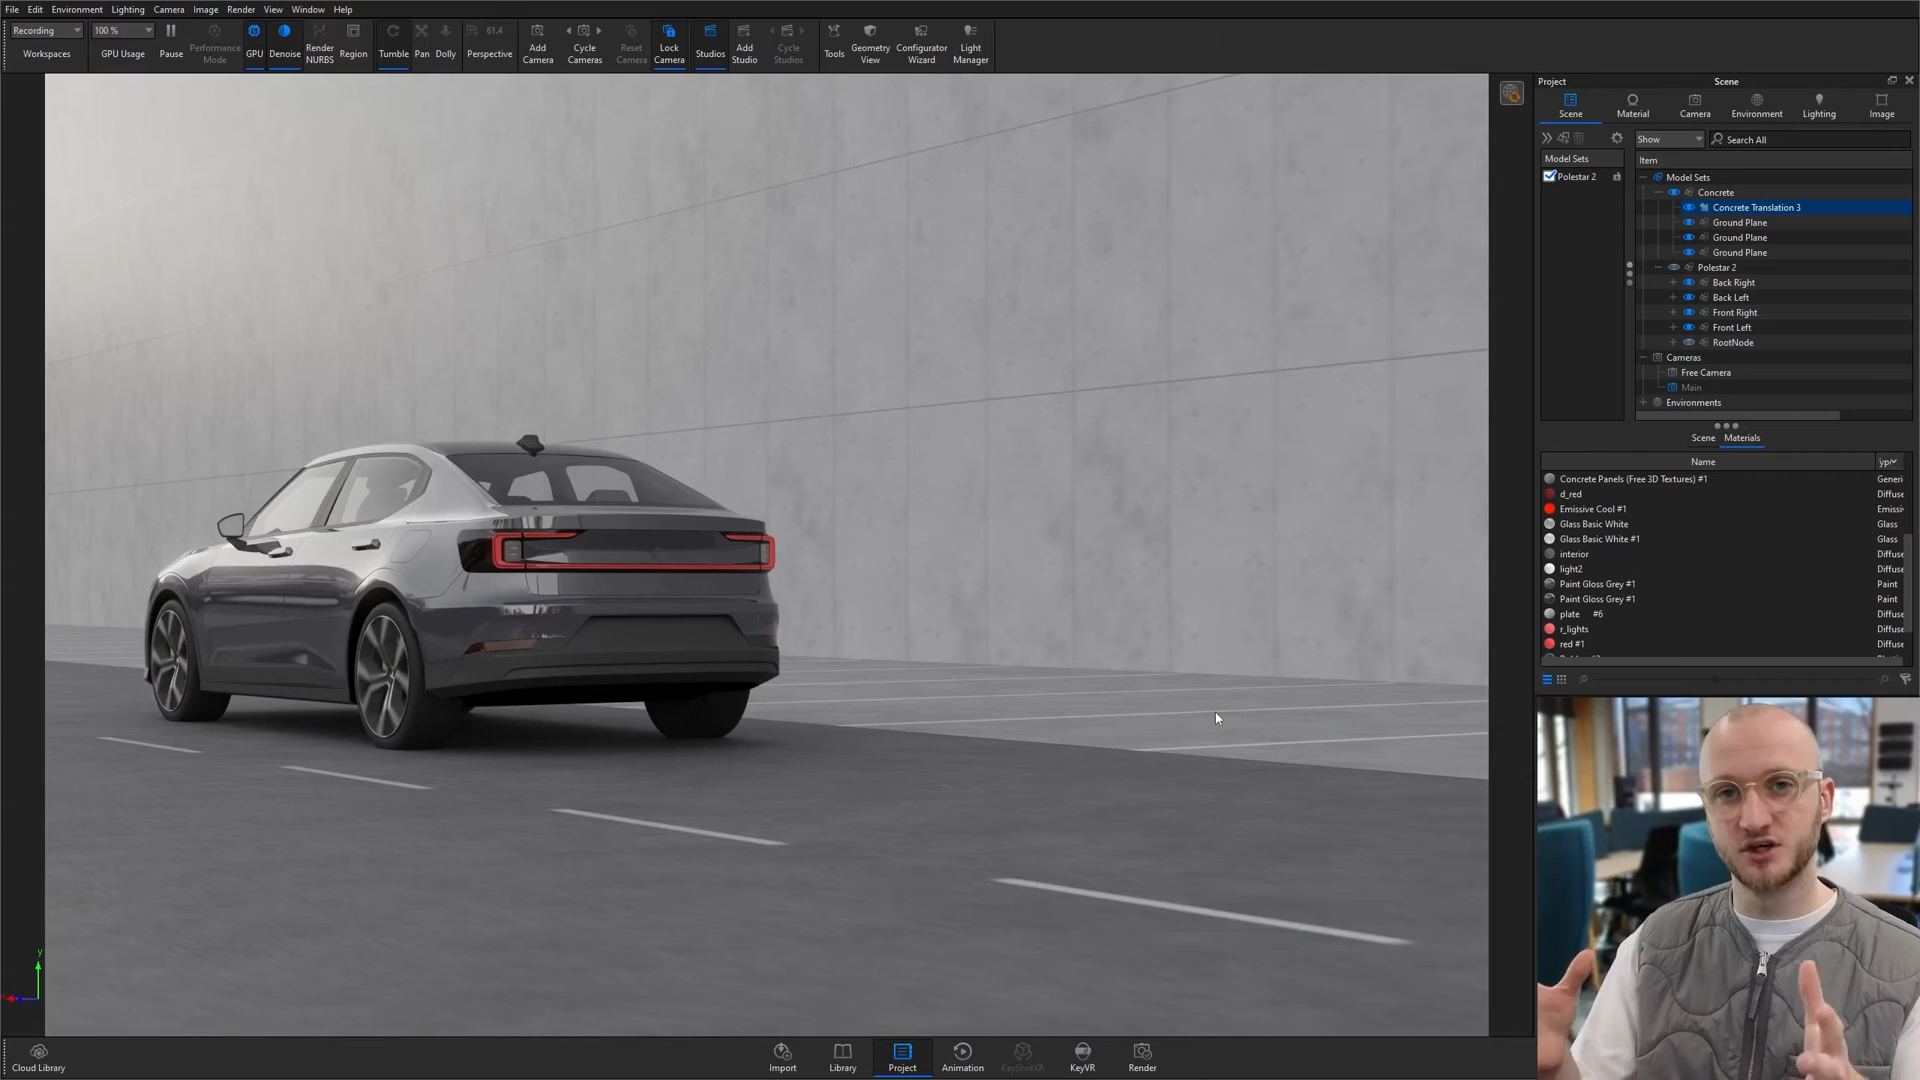 File Edit Environment Lighting Camera Image Render View Window Help
Recording 100 % 61.4
Workspaces GPU Usage Pause Performance Mode GPU Denoise Render NURBS Region Tumble Pan Dolly Perspective Add Camera Cycle Cameras Reset Camera Lock Camera Studios Add Studio Cycle Studios Tools Geometry View Configurator Wizard Light Manager
Project Scene
Scene Material Camera Environment Lighting Image
Show Search All
Model Sets
Polestar 2
Item
Model Sets
Concrete
Concrete Translation 3
Ground Plane
Ground Plane
Ground Plane
Polestar 2
Back Right
Back Left
Front Right
Front Left
RootNode
Cameras
Free Camera
Main
Environments
Scene Materials
Name yp
Concrete Panels (Free 3D Textures) #1 Generi
d_red Diffuse
Emissive Cool #1 Emissiv
Glass Basic White Glass
Glass Basic White #1 Glass
interior Diffuse
light2 Diffuse
Paint Gloss Grey #1 Paint
Paint Gloss Grey #1 Paint
plate #6 Diffuse
r_lights Diffuse
red #1 Diffuse
y
Cloud Library Import Library Project Animation KeyShotXR KeyVR Render